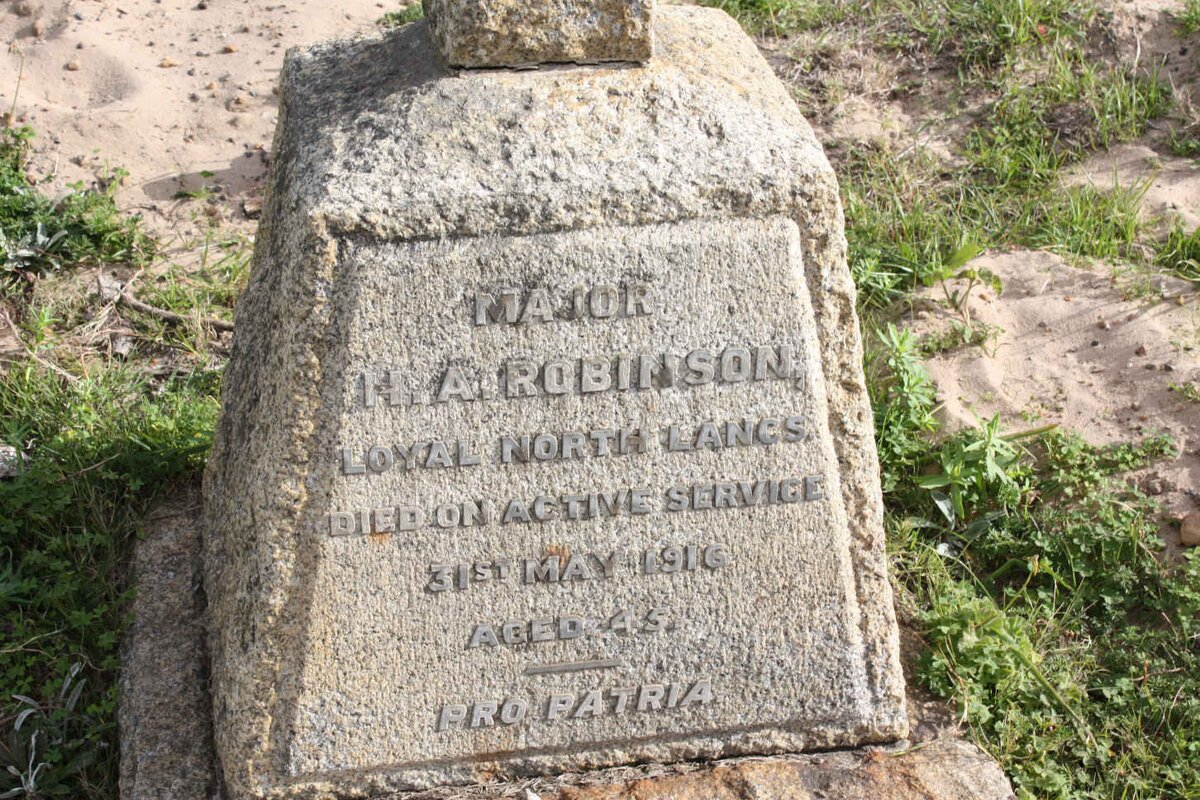 MAJOR
H. A. ROBINSON,
LOYAL NORTH LANCS.
DIED ON ACTIVE SERVICE
31ST MAY 1916
AGED 45.
PRO PATRIA.